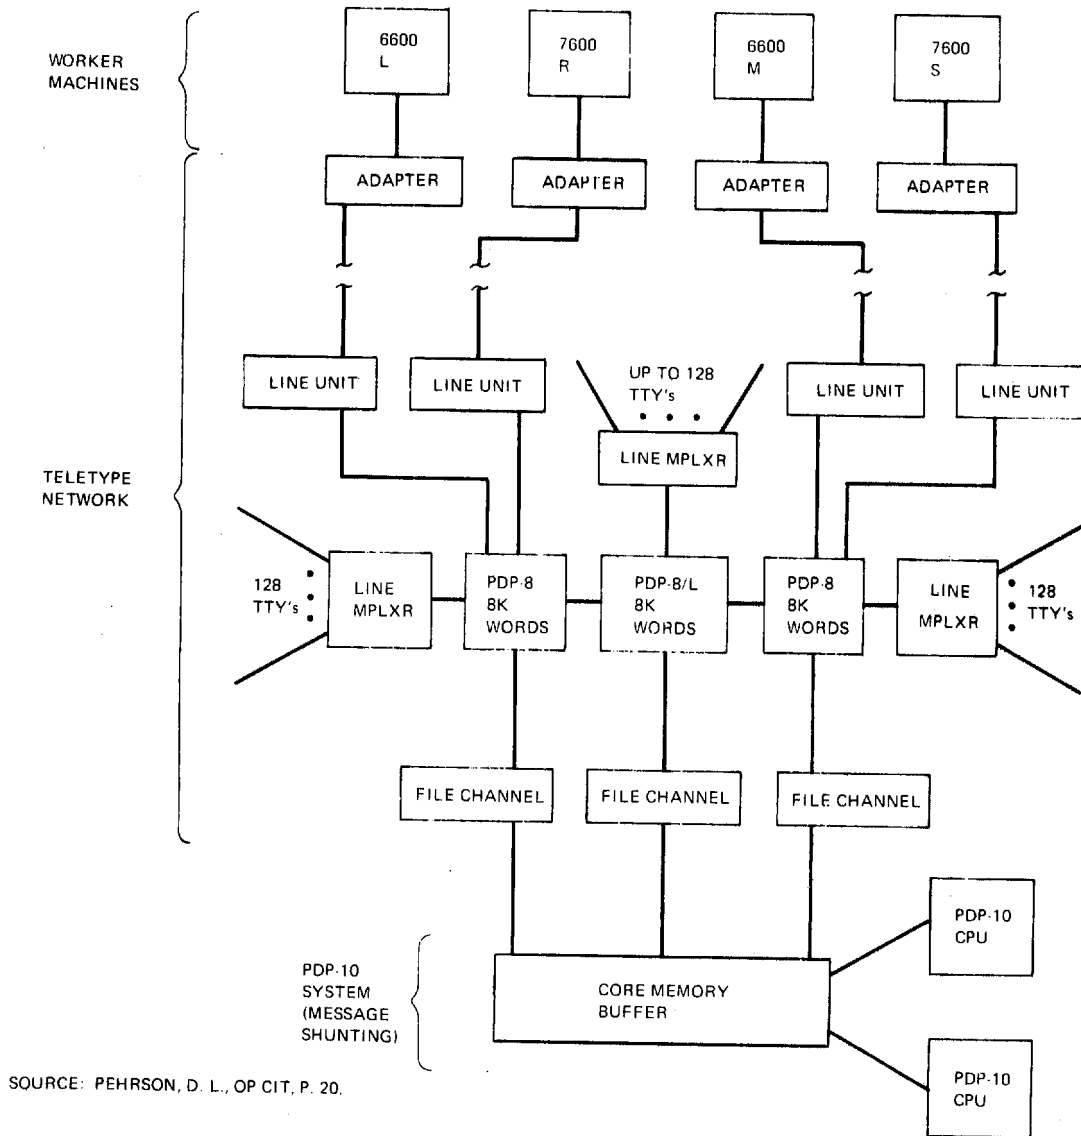 WORKER
MACHINES
6600
L
7600
R
6600
M
7600
S
ADAPTER
ADAPTER
ADAPTER
ADAPTER
LINE UNIT
LINE UNIT
UP TO 128
TTY's
LINE UNIT
LINE UNIT
LINE MPLXR
TELETYPE
NETWORK
128
TTY's
LINE
MPLXR
PDP-8
8K
WORDS
PDP-8/L
8K
WORDS
PDP-8
8K
WORDS
LINE
MPLXR
128
TTY's
FILE CHANNEL
FILE CHANNEL
FILE CHANNEL
PDP-10
SYSTEM
(MESSAGE
SHUNTING)
CORE MEMORY
BUFFER
PDP-10
CPU
PDP-10
CPU
SOURCE: PEHRSON, D. L., OP CIT, P. 20.